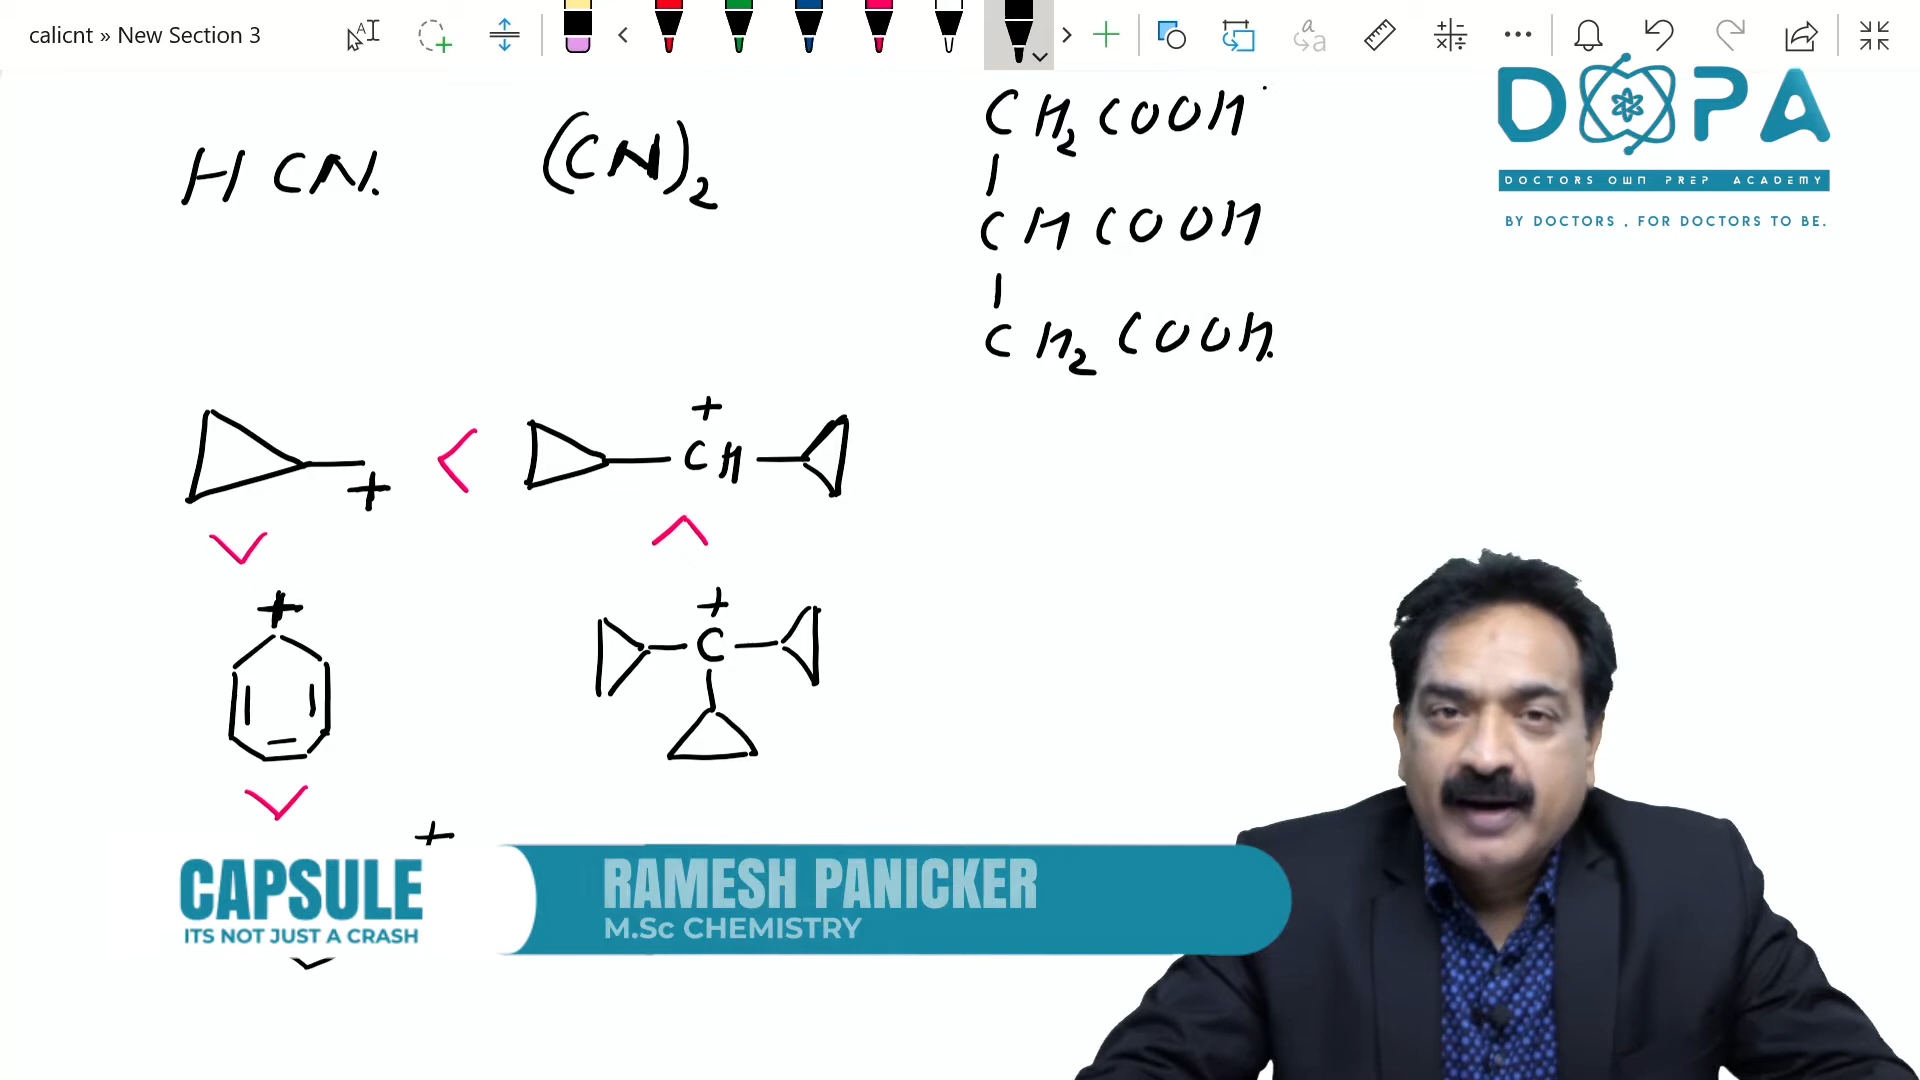 calicnt » New Section 3
DOPA
DOCTORS OWN PREP ACADEMY
BY DOCTORS , FOR DOCTORS TO BE.
HCN.
(CN)2
CH2COOH
CHCOOH
CH2COOH.
+
+
CH
+
+
C
+
CAPSULE
ITS NOT JUST A CRASH
RAMESH PANICKER
M.Sc CHEMISTRY